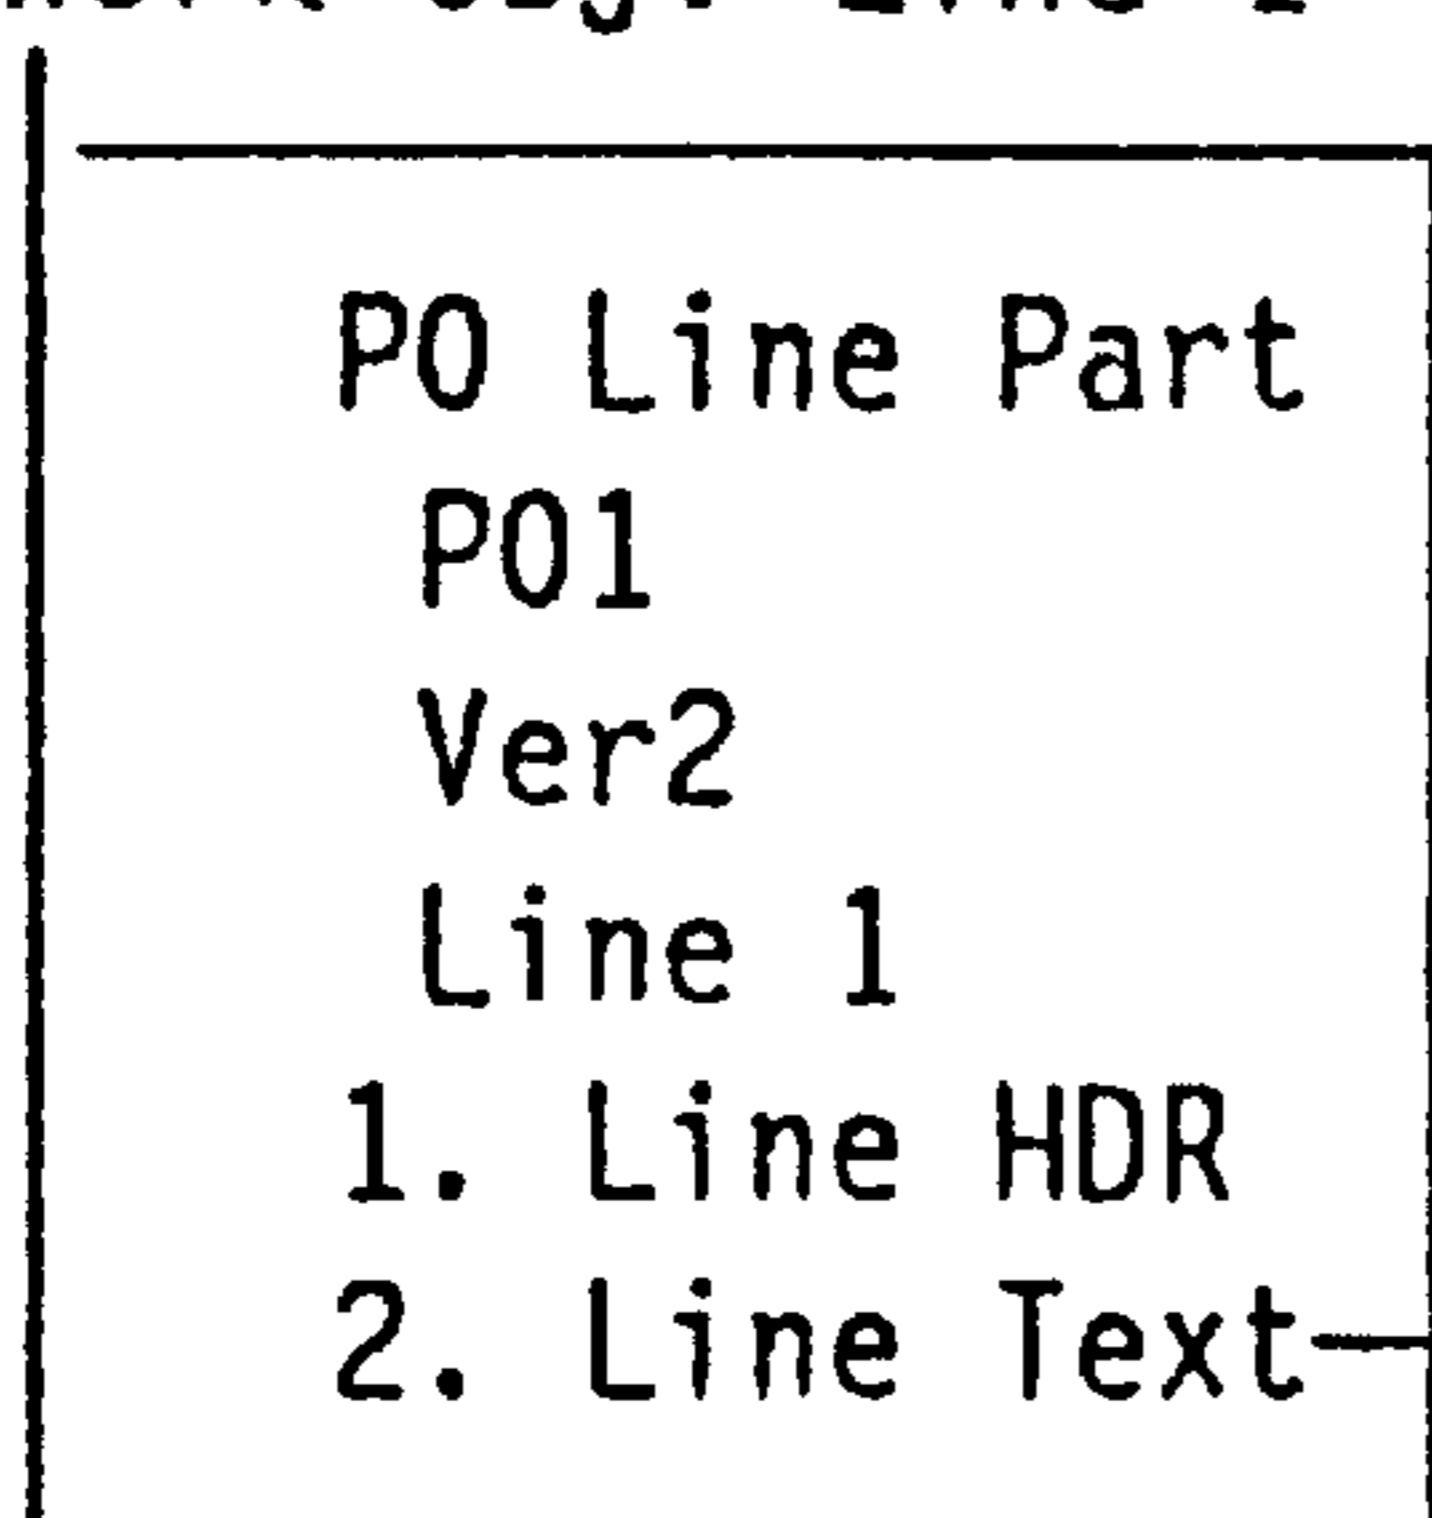 PO Line Part
PO1
Ver2
Line 1
1. Line HDR
2. Line Text